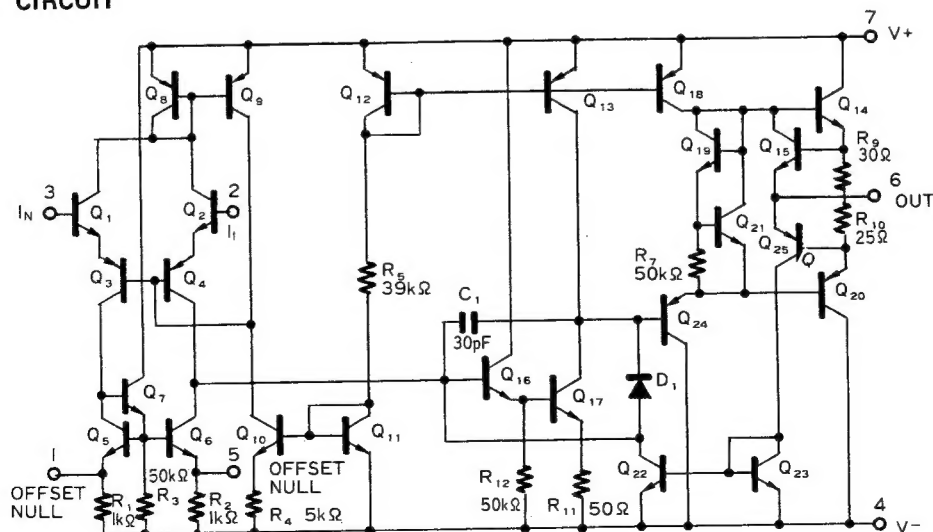 CIRCUIT
7 V+
Q8
Q9
Q12
Q13
Q18
Q14
Q19
Q15
R9
30Ω
3
2
6
IN
Q1
Q2
I1
OUT
Q21
R10
25Ω
Q25
Q
Q3
Q4
R5
39kΩ
R7
50kΩ
C1
30pF
Q24
Q20
Q7
Q16
D1
Q17
Q5
Q6
Q10
Q11
1
50kΩ
5
Q22
Q23
OFFSET
NULL
OFFSET
NULL
R1
1kΩ
R3
R2
1kΩ
R4
5kΩ
R12
50kΩ
R11
50Ω
4
V-